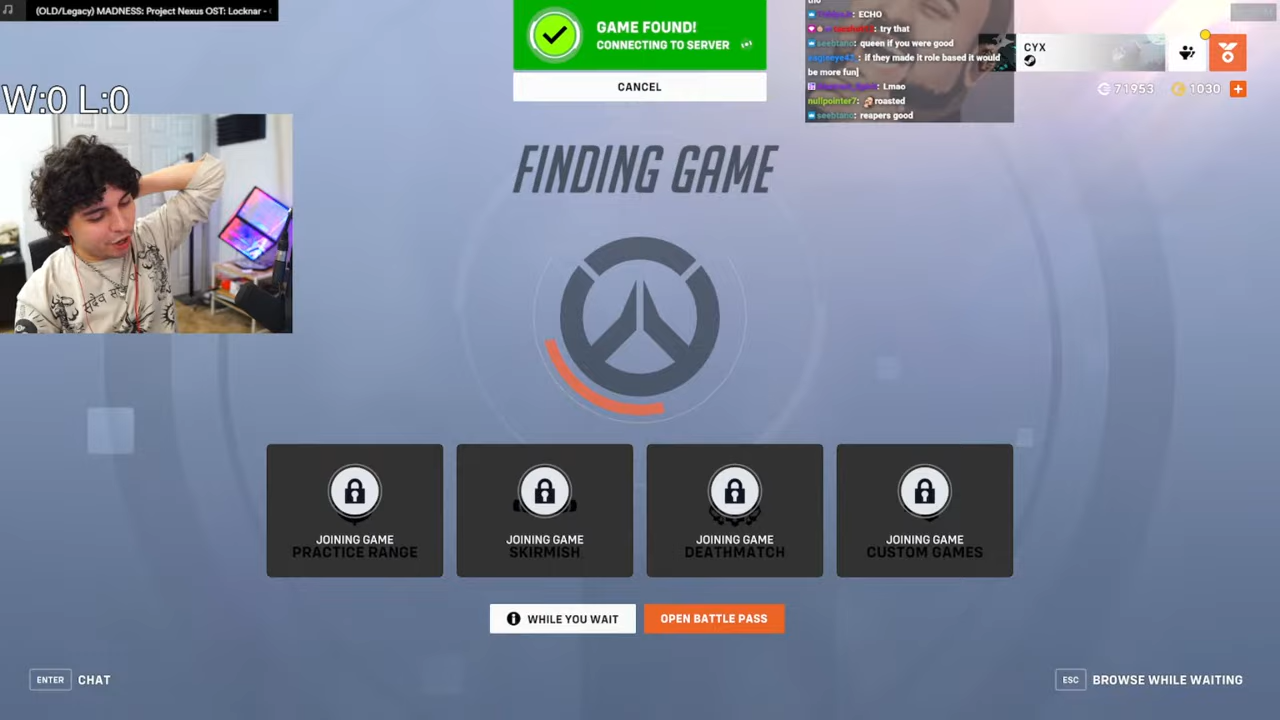 (OLD/Legacy) MADNESS: Project Nexus OST: Locknar -
W:0 L:0
GAME FOUND!
CONNECTING TO SERVER
CANCEL
ECHO
try that
seebtano: queen if you were good
if they made it role based it would
be more fun]
Lmao
nullpointer7: roasted
seebtano: reapers good
CYX
71953
1030
FINDING GAME
JOINING GAME
PRACTICE RANGE
JOINING GAME
SKIRMISH
JOINING GAME
DEATHMATCH
JOINING GAME
CUSTOM GAMES
WHILE YOU WAIT
OPEN BATTLE PASS
ENTER CHAT
ESC BROWSE WHILE WAITING